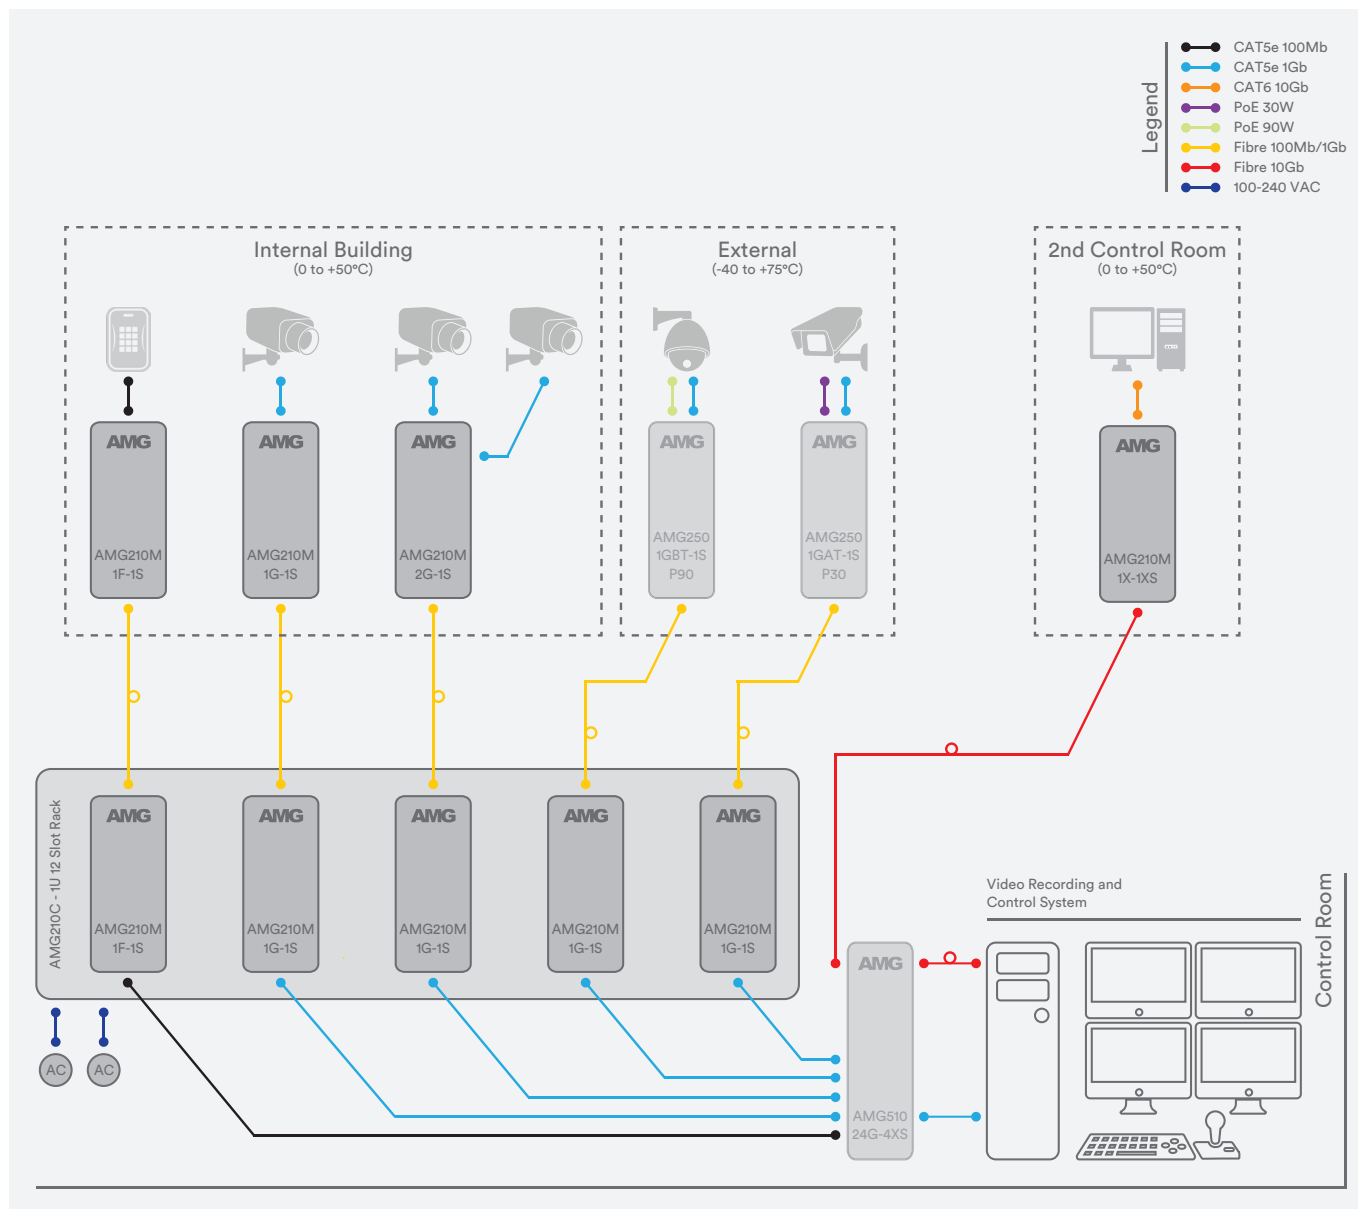 Legend
CAT5e 100Mb
CAT5e 1Gb
CAT6 10Gb
PoE 30W
PoE 90W
Fibre 100Mb/1Gb
Fibre 10Gb
100-240 VAC
Internal Building
(0 to +50°C)
External
(-40 to +75°C)
2nd Control Room
(0 to +50°C)
AMG
AMG210M
1F-1S
AMG
AMG210M
1G-1S
AMG
AMG210M
2G-1S
AMG
AMG250
1GBT-1S
P90
AMG
AMG250
1GAT-1S
P30
AMG
AMG210M
1X-1XS
AMG210C - 1U 12 Slot Rack
AMG
AMG210M
1F-1S
AMG
AMG210M
1G-1S
AMG
AMG210M
1G-1S
AMG
AMG210M
1G-1S
AMG
AMG210M
1G-1S
AC
AC
AMG
AMG510
24G-4XS
Video Recording and
Control System
Control Room